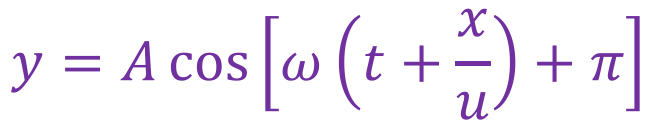 y = A cos[ω(t + x/u) + π]